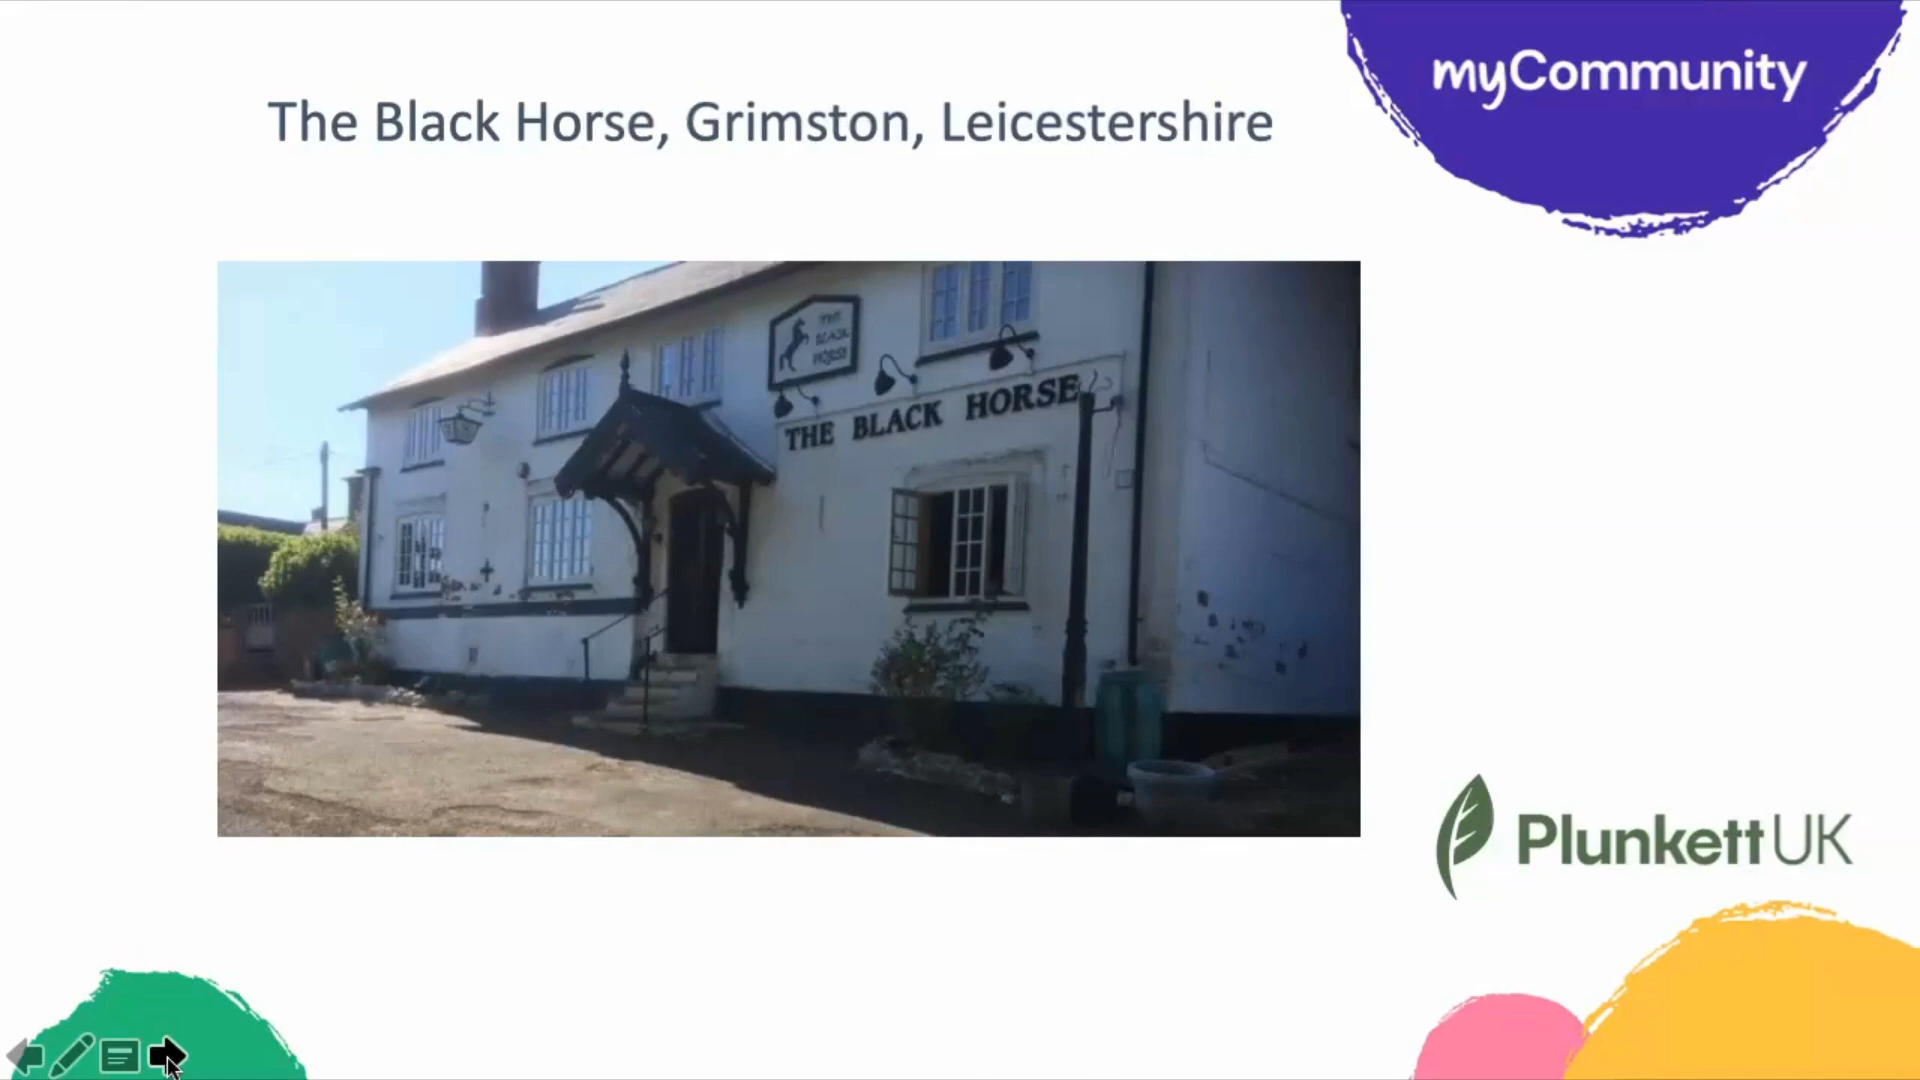 myCommunity
The Black Horse, Grimston, Leicestershire
THE
BLACK
HORSE
THE BLACK HORSE
Plunkett UK